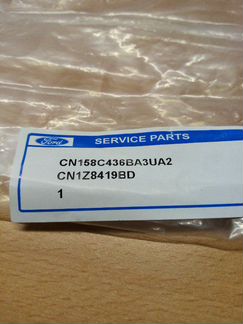 Ford SERVICE PARTS
CN158C436BA3UA2
CN1Z8419BD
1